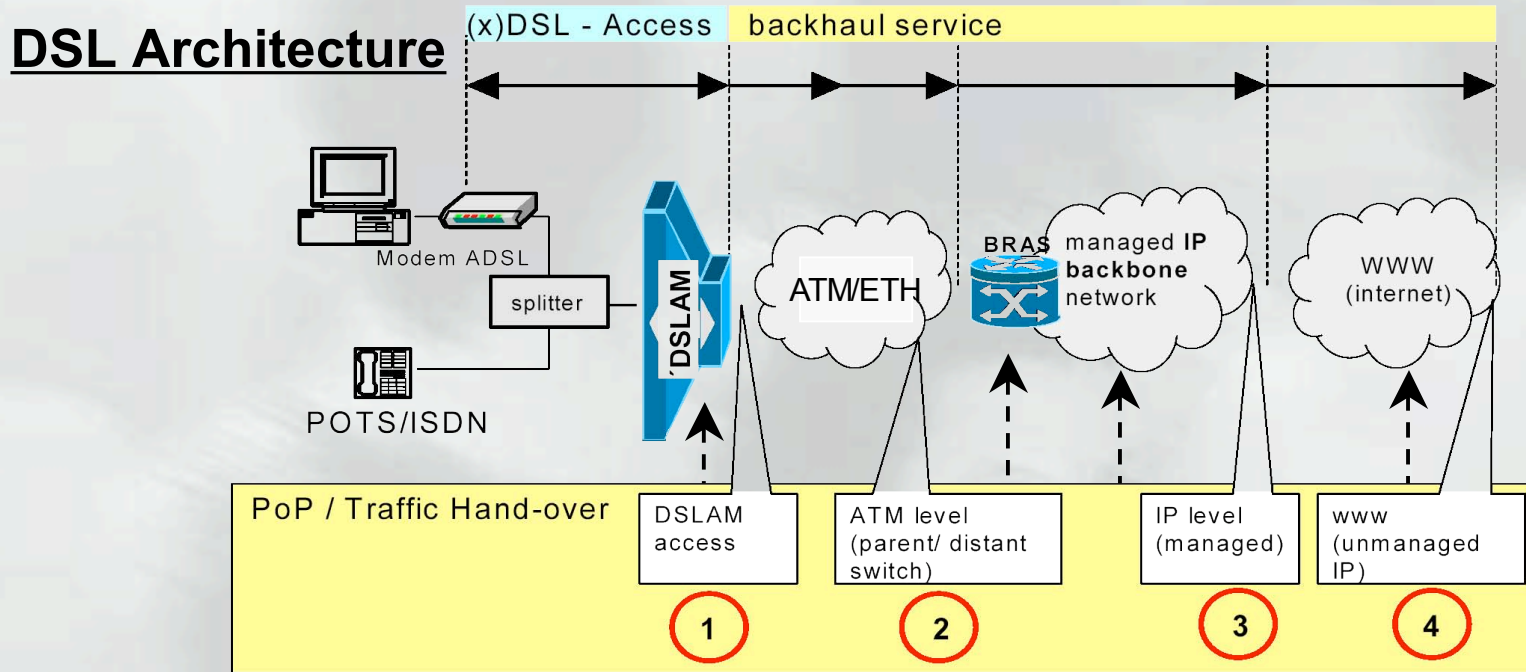 DSL Architecture
(x)DSL - Access
backhaul service
Modem ADSL
splitter
POTS/ISDN
´DSLAM
ATM/ETH
BRAS
managed IP
backbone
network
WWW
(internet)
PoP / Traffic Hand-over
DSLAM
access
ATM level
(parent/ distant
switch)
IP level
(managed)
www
(unmanaged
IP)
1
2
3
4